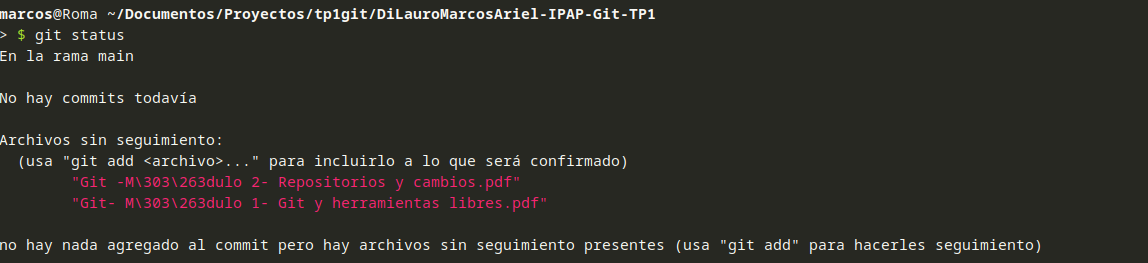 marcos@Roma ~/Documentos/Proyectos/tp1git/DiLauroMarcosAriel-IPAP-Git-TP1
> $ git status
En la rama main
No hay commits todavía
Archivos sin seguimiento:
(usa "git add <archivo>..." para incluirlo a lo que será confirmado)
"Git -M\303\263dulo 2- Repositorios y cambios.pdf"
"Git- M\303\263dulo 1- Git y herramientas libres.pdf"
no hay nada agregado al commit pero hay archivos sin seguimiento presentes (usa "git add" para hacerles seguimiento)